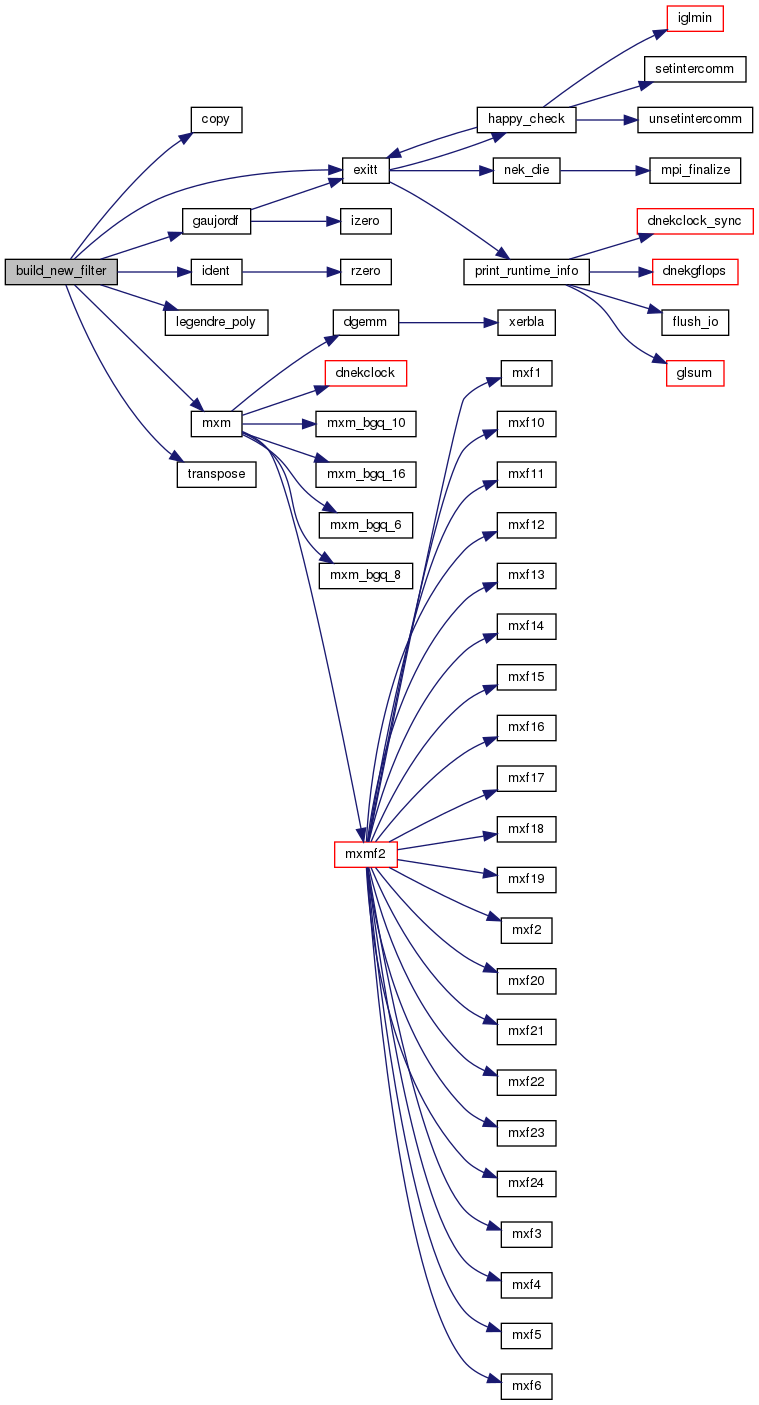 iglmin
setintercomm
copy
happy_check
unsetintercomm
exitt
nek_die
mpi_finalize
gaujordf
izero
dnekclock_sync
build_new_filter
ident
rzero
print_runtime_info
dnekgflops
legendre_poly
dgemm
xerbla
flush_io
dnekclock
mxf1
glsum
mxm
mxm_bgq_10
mxf10
transpose
mxm_bgq_16
mxf11
mxm_bgq_6
mxf12
mxm_bgq_8
mxf13
mxf14
mxf15
mxf16
mxf17
mxf18
mxmf2
mxf19
mxf2
mxf20
mxf21
mxf22
mxf23
mxf24
mxf3
mxf4
mxf5
mxf6